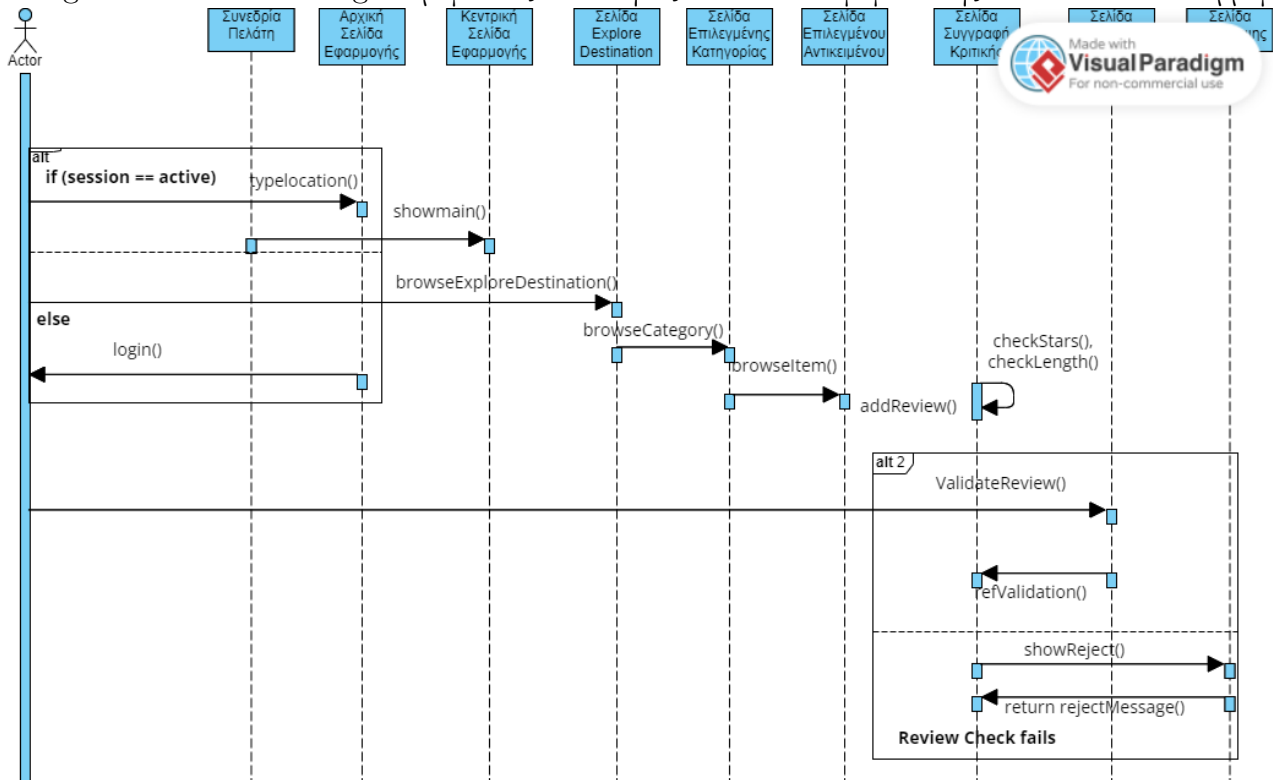 Actor
Συνεδρία
Πελάτη
Αρχική
Σελίδα
Εφαρμογής
Κεντρική
Σελίδα
Εφαρμογής
Σελίδα
Explore
Destination
Σελίδα
Επιλεγμένης
Κατηγορίας
Σελίδα
Επιλεγμένου
Αντικειμένου
Σελίδα
Συγγραφή
Κριτικής
Σελίδα
Σελίδα
Made with
Visual Paradigm
For non-commercial use
alt
if (session == active)
typelocation()
showmain()
browseExploreDestination()
else
browseCategory()
login()
browseItem()
checkStars(),
checkLength()
addReview()
alt 2
ValidateReview()
refValidation()
showReject()
return rejectMessage()
Review Check fails